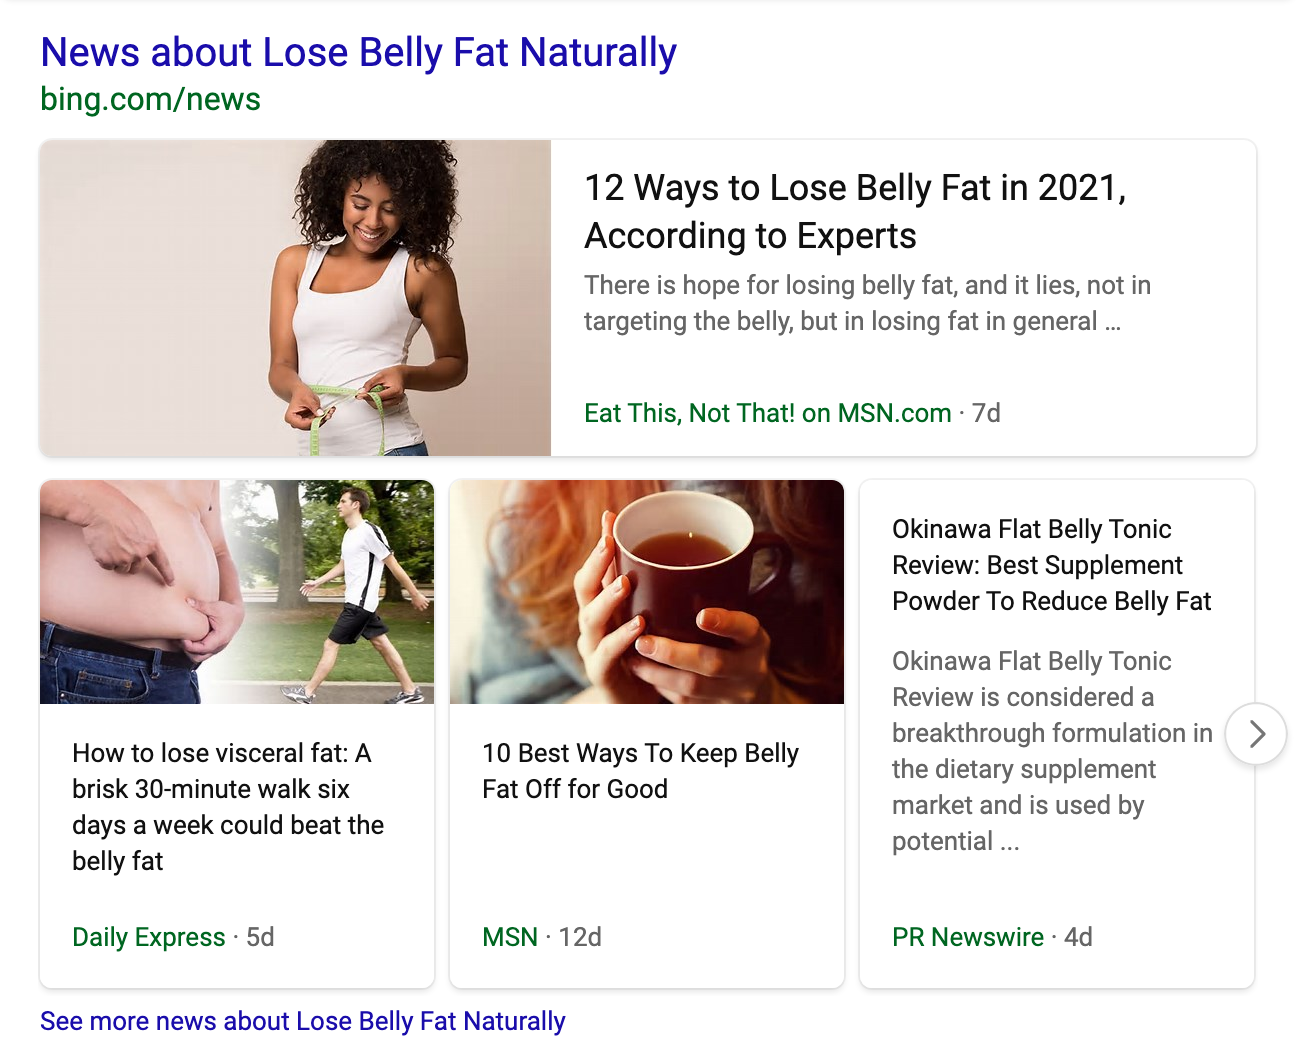 News about Lose Belly Fat Naturally
bing.com/news
12 Ways to Lose Belly Fat in 2021,
According to Experts
There is hope for losing belly fat, and it lies, not in
targeting the belly, but in losing fat in general ...
Eat This, Not That! on MSN.com · 7d
How to lose visceral fat: A
brisk 30-minute walk six
days a week could beat the
belly fat
Daily Express · 5d
10 Best Ways To Keep Belly
Fat Off for Good
MSN · 12d
Okinawa Flat Belly Tonic
Review: Best Supplement
Powder To Reduce Belly Fat
Okinawa Flat Belly Tonic
Review is considered a
breakthrough formulation in
the dietary supplement
market and is used by
potential ...
PR Newswire · 4d
See more news about Lose Belly Fat Naturally